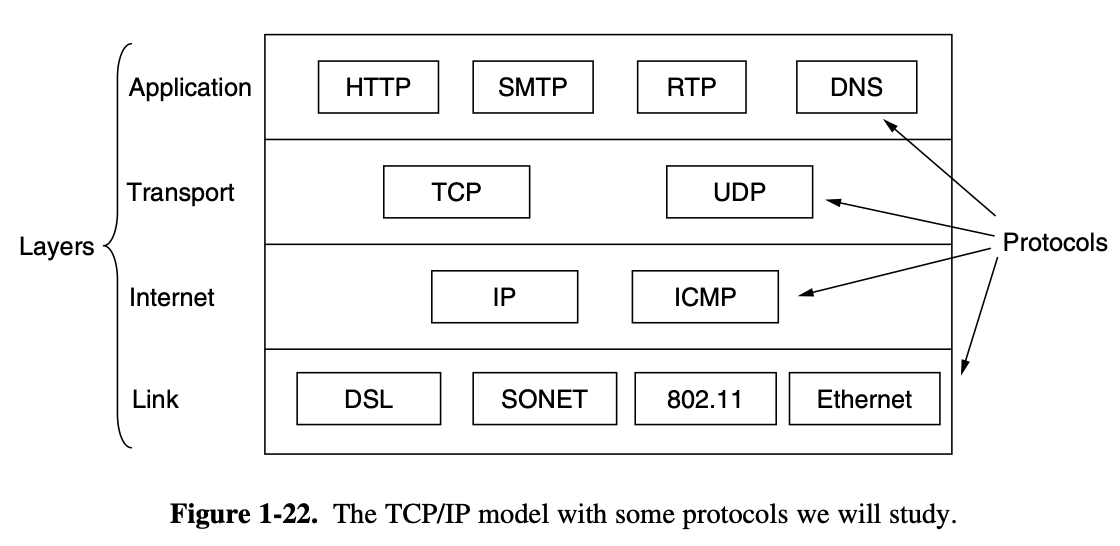 Application HTTP SMTP RTP DNS
Transport TCP UDP
Layers Protocols
Internet IP ICMP
Link DSL SONET 802.11 Ethernet
Figure 1-22. The TCP/IP model with some protocols we will study.